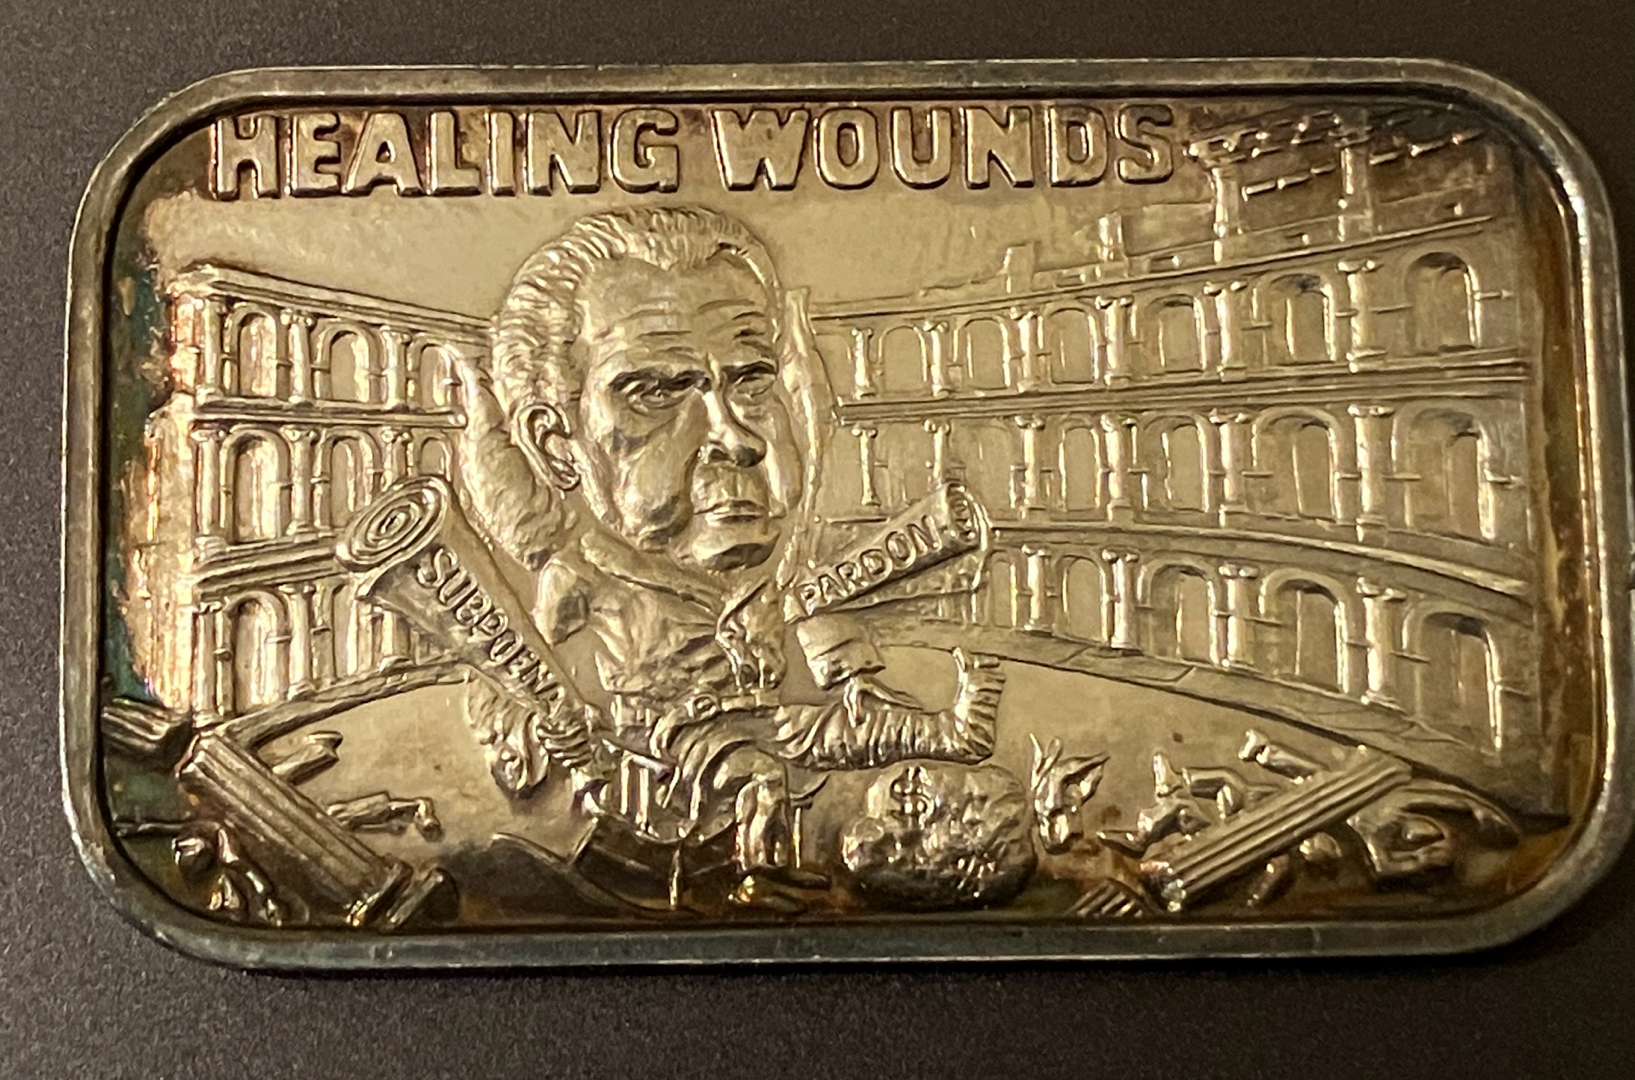 HEALING WOUNDS
SUBPOENA
PARDON
$